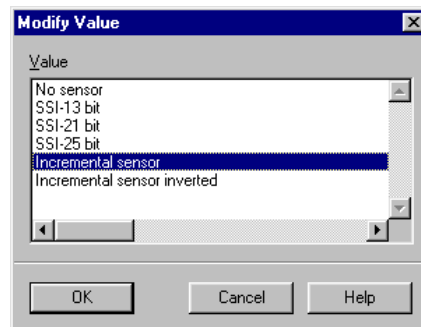 Modify Value
Value
No sensor
SSI-13 bit
SSI-21 bit
SSI-25 bit
Incremental sensor
Incremental sensor inverted
OK Cancel Help